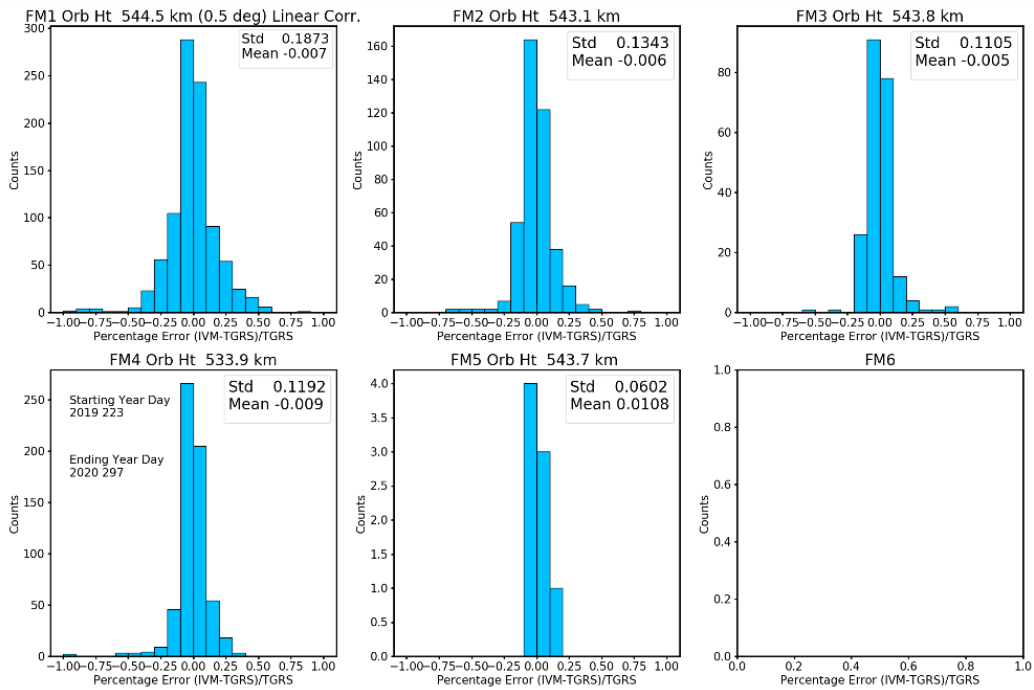 FM1 Orb Ht  544.5 km (0.5 deg) Linear Corr.
Std 0.1873
Mean -0.007
300
250
200
150
100
50
0
Counts
−1.00−0.75−0.50−0.25 0.00 0.25 0.50 0.75 1.00
Percentage Error (IVM-TGRS)/TGRS
FM2 Orb Ht  543.1 km
Std 0.1343
Mean -0.006
160
140
120
100
80
60
40
20
0
Counts
−1.00−0.75−0.50−0.25 0.00 0.25 0.50 0.75 1.00
Percentage Error (IVM-TGRS)/TGRS
FM3 Orb Ht  543.8 km
Std 0.1105
Mean -0.005
80
60
40
20
0
Counts
−1.00−0.75−0.50−0.25 0.00 0.25 0.50 0.75 1.00
Percentage Error (IVM-TGRS)/TGRS
FM4 Orb Ht  533.9 km
Std 0.1192
Mean -0.009
Starting Year Day
2019 223
Ending Year Day
2020 297
250
200
150
100
50
0
Counts
−1.00−0.75−0.50−0.25 0.00 0.25 0.50 0.75 1.00
Percentage Error (IVM-TGRS)/TGRS
FM5 Orb Ht  543.7 km
Std 0.0602
Mean 0.0108
4.0
3.5
3.0
2.5
2.0
1.5
1.0
0.5
0.0
Counts
−1.00−0.75−0.50−0.25 0.00 0.25 0.50 0.75 1.00
Percentage Error (IVM-TGRS)/TGRS
FM6
1.0
0.8
0.6
0.4
0.2
0.0
Counts
0.0 0.2 0.4 0.6 0.8 1.0
Percentage Error (IVM-TGRS)/TGRS